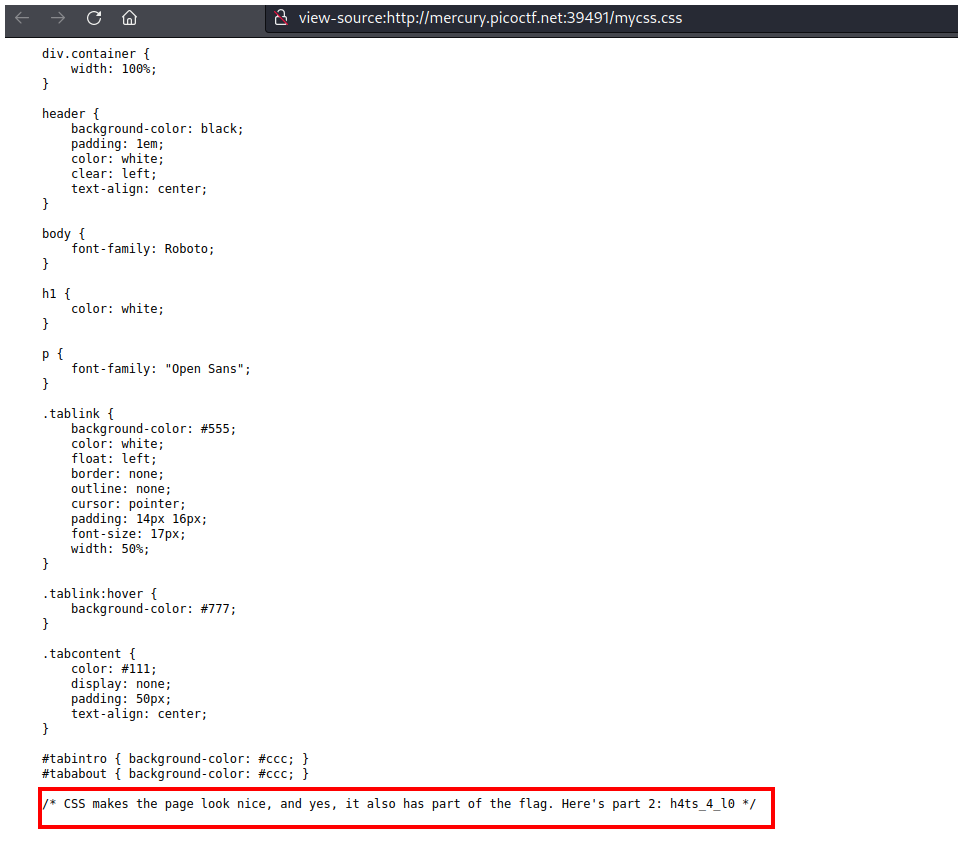 view-source:http://mercury.picoctf.net:39491/mycss.css
div.container {
    width: 100%;
}
header {
    background-color: black;
    padding: 1em;
    color: white;
    clear: left;
    text-align: center;
}
body {
    font-family: Roboto;
}
h1 {
    color: white;
}
p {
    font-family: "Open Sans";
}
.tablink {
    background-color: #555;
    color: white;
    float: left;
    border: none;
    outline: none;
    cursor: pointer;
    padding: 14px 16px;
    font-size: 17px;
    width: 50%;
}
.tablink:hover {
    background-color: #777;
}
.tabcontent {
    color: #111;
    display: none;
    padding: 50px;
    text-align: center;
}
#tabintro { background-color: #ccc; }
#tababout { background-color: #ccc; }
/* CSS makes the page look nice, and yes, it also has part of the flag. Here's part 2: h4ts_4_l0 */